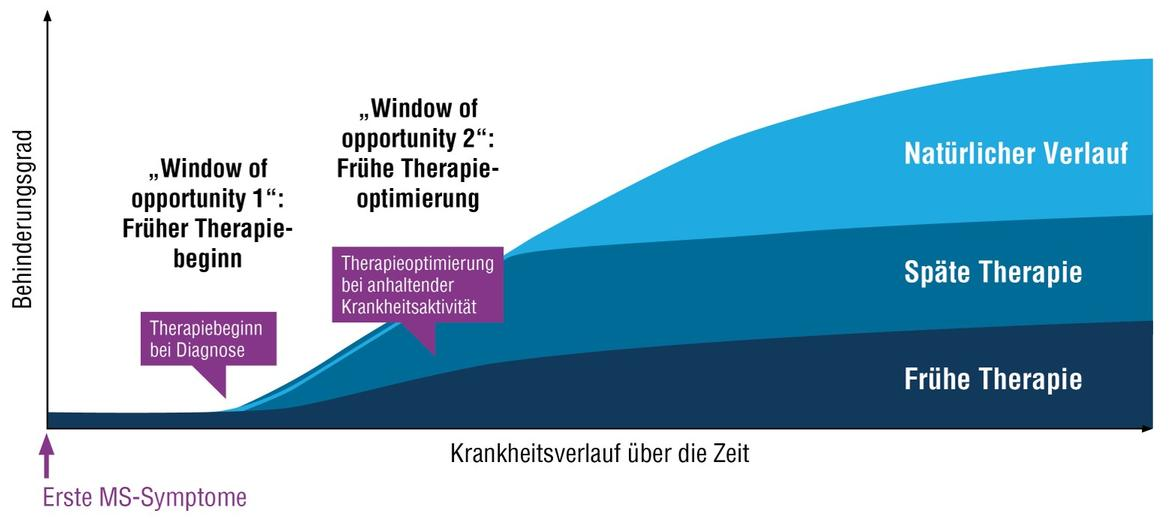 Behinderungsgrad
„Window of
opportunity 1“:
Früher Therapie-
beginn
„Window of
opportunity 2“:
Frühe Therapie-
optimierung
Therapiebeginn
bei Diagnose
Therapieoptimierung
bei anhaltender
Krankheitsaktivität
Natürlicher Verlauf
Späte Therapie
Frühe Therapie
Krankheitsverlauf über die Zeit
Erste MS-Symptome